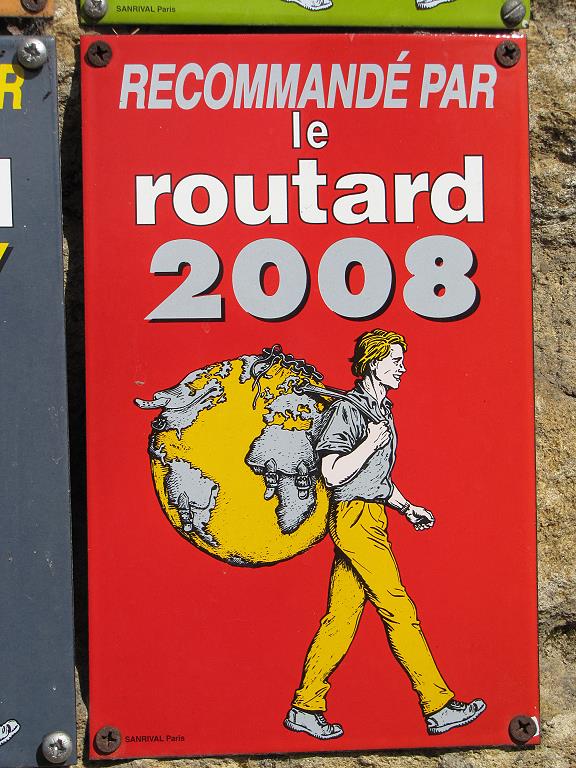 SANRIVAL Paris
RECOMMANDÉ PAR
le
routard
2008
SANRIVAL Paris